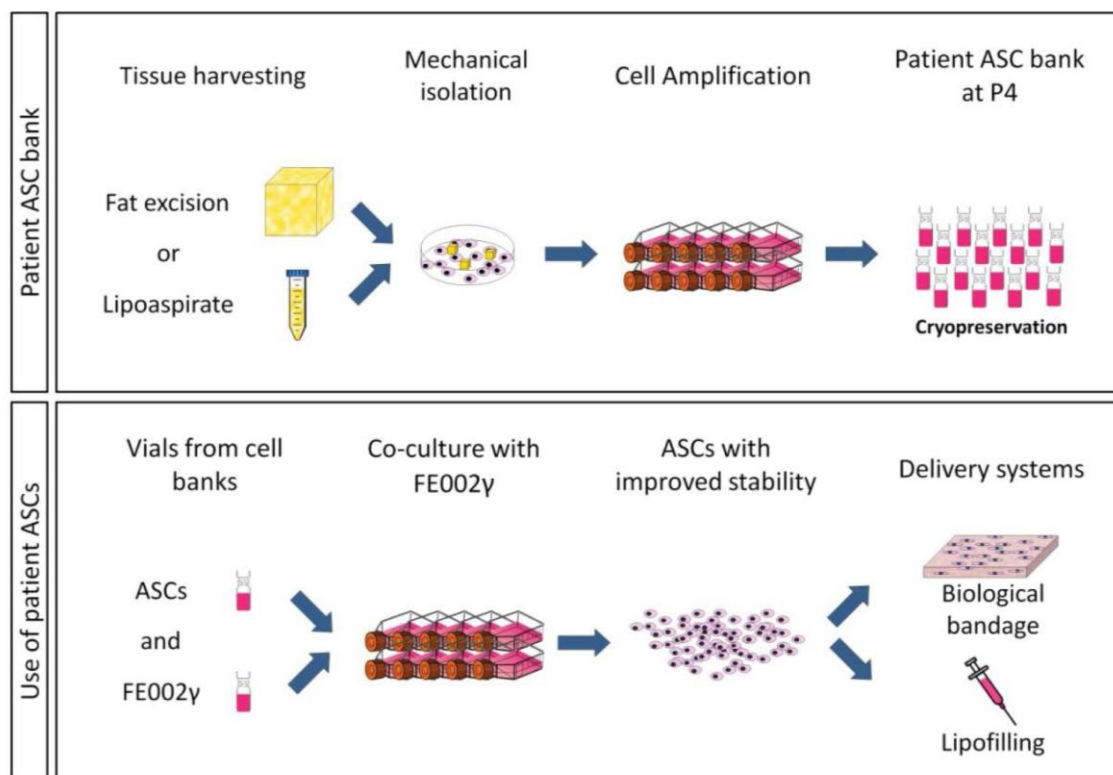 Patient ASC bank
Tissue harvesting
Mechanical
isolation
Cell Amplification
Patient ASC bank
at P4
Fat excision
or
Lipoaspirate
Cryopreservation
Use of patient ASCs
Vials from cell
banks
Co-culture with
FE002γ
ASCs with
improved stability
Delivery systems
ASCs
and
FE002γ
Biological
bandage
Lipofilling